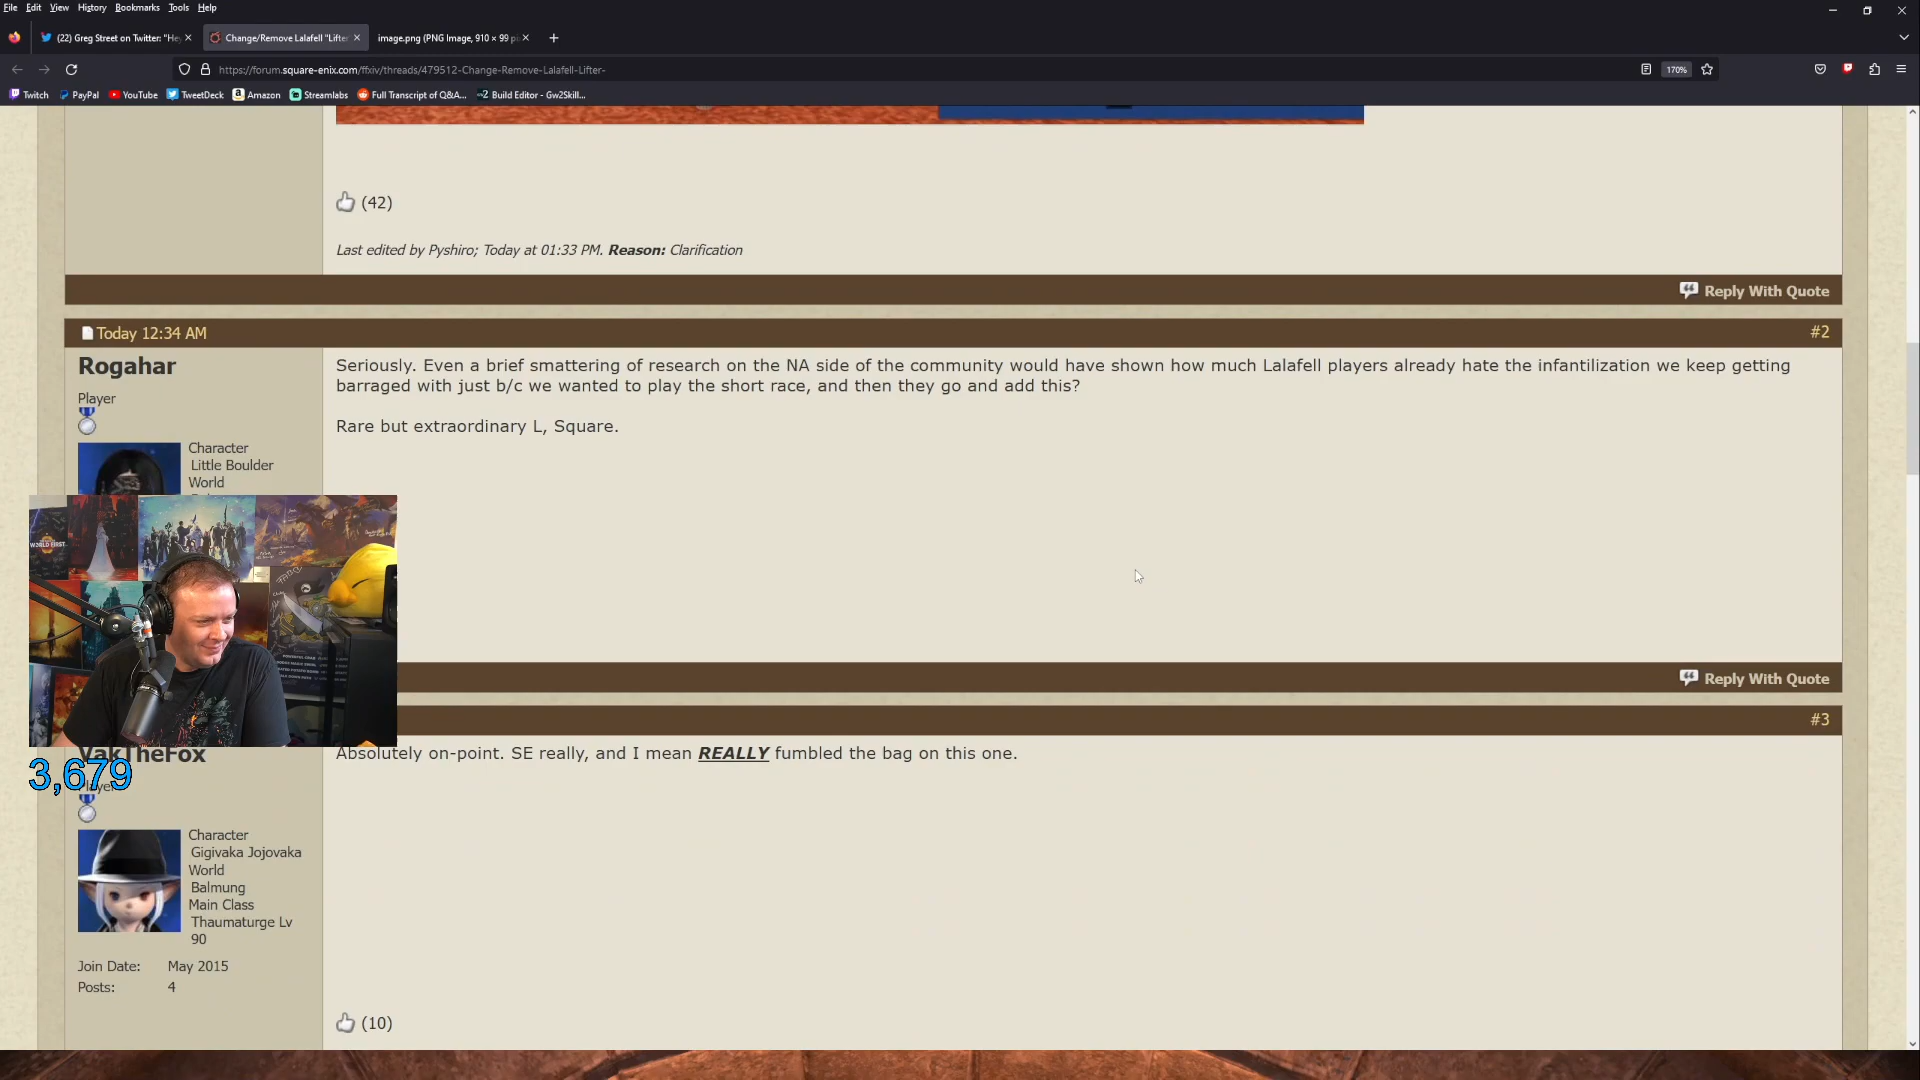 File Edit View History Bookmarks Tools Help
(22) Greg Street on Twitter: "Hey
Change/Remove Lalafell "Lifter
image.png (PNG Image, 910 × 99 pi
https://forum.square-enix.com/ffxiv/threads/479512-Change-Remove-Lalafell-Lifter-
170%
Twitch PayPal YouTube TweetDeck Amazon Streamlabs Full Transcript of Q&A... Build Editor - Gw2Skill...
(42)
Last edited by Pyshiro; Today at 01:33 PM. Reason: Clarification
Reply With Quote
Today 12:34 AM
#2
Rogahar
Player
Character
Little Boulder
World
Seriously. Even a brief smattering of research on the NA side of the community would have shown how much Lalafell players already hate the infantilization we keep getting
barraged with just b/c we wanted to play the short race, and then they go and add this?
Rare but extraordinary L, Square.
WORLD FIRST
Reply With Quote
#3
VakTheFox
Player
3,679
Absolutely on-point. SE really, and I mean REALLY fumbled the bag on this one.
Character
Gigivaka Jojovaka
World
Balmung
Main Class
Thaumaturge Lv
90
Join Date: May 2015
Posts: 4
(10)